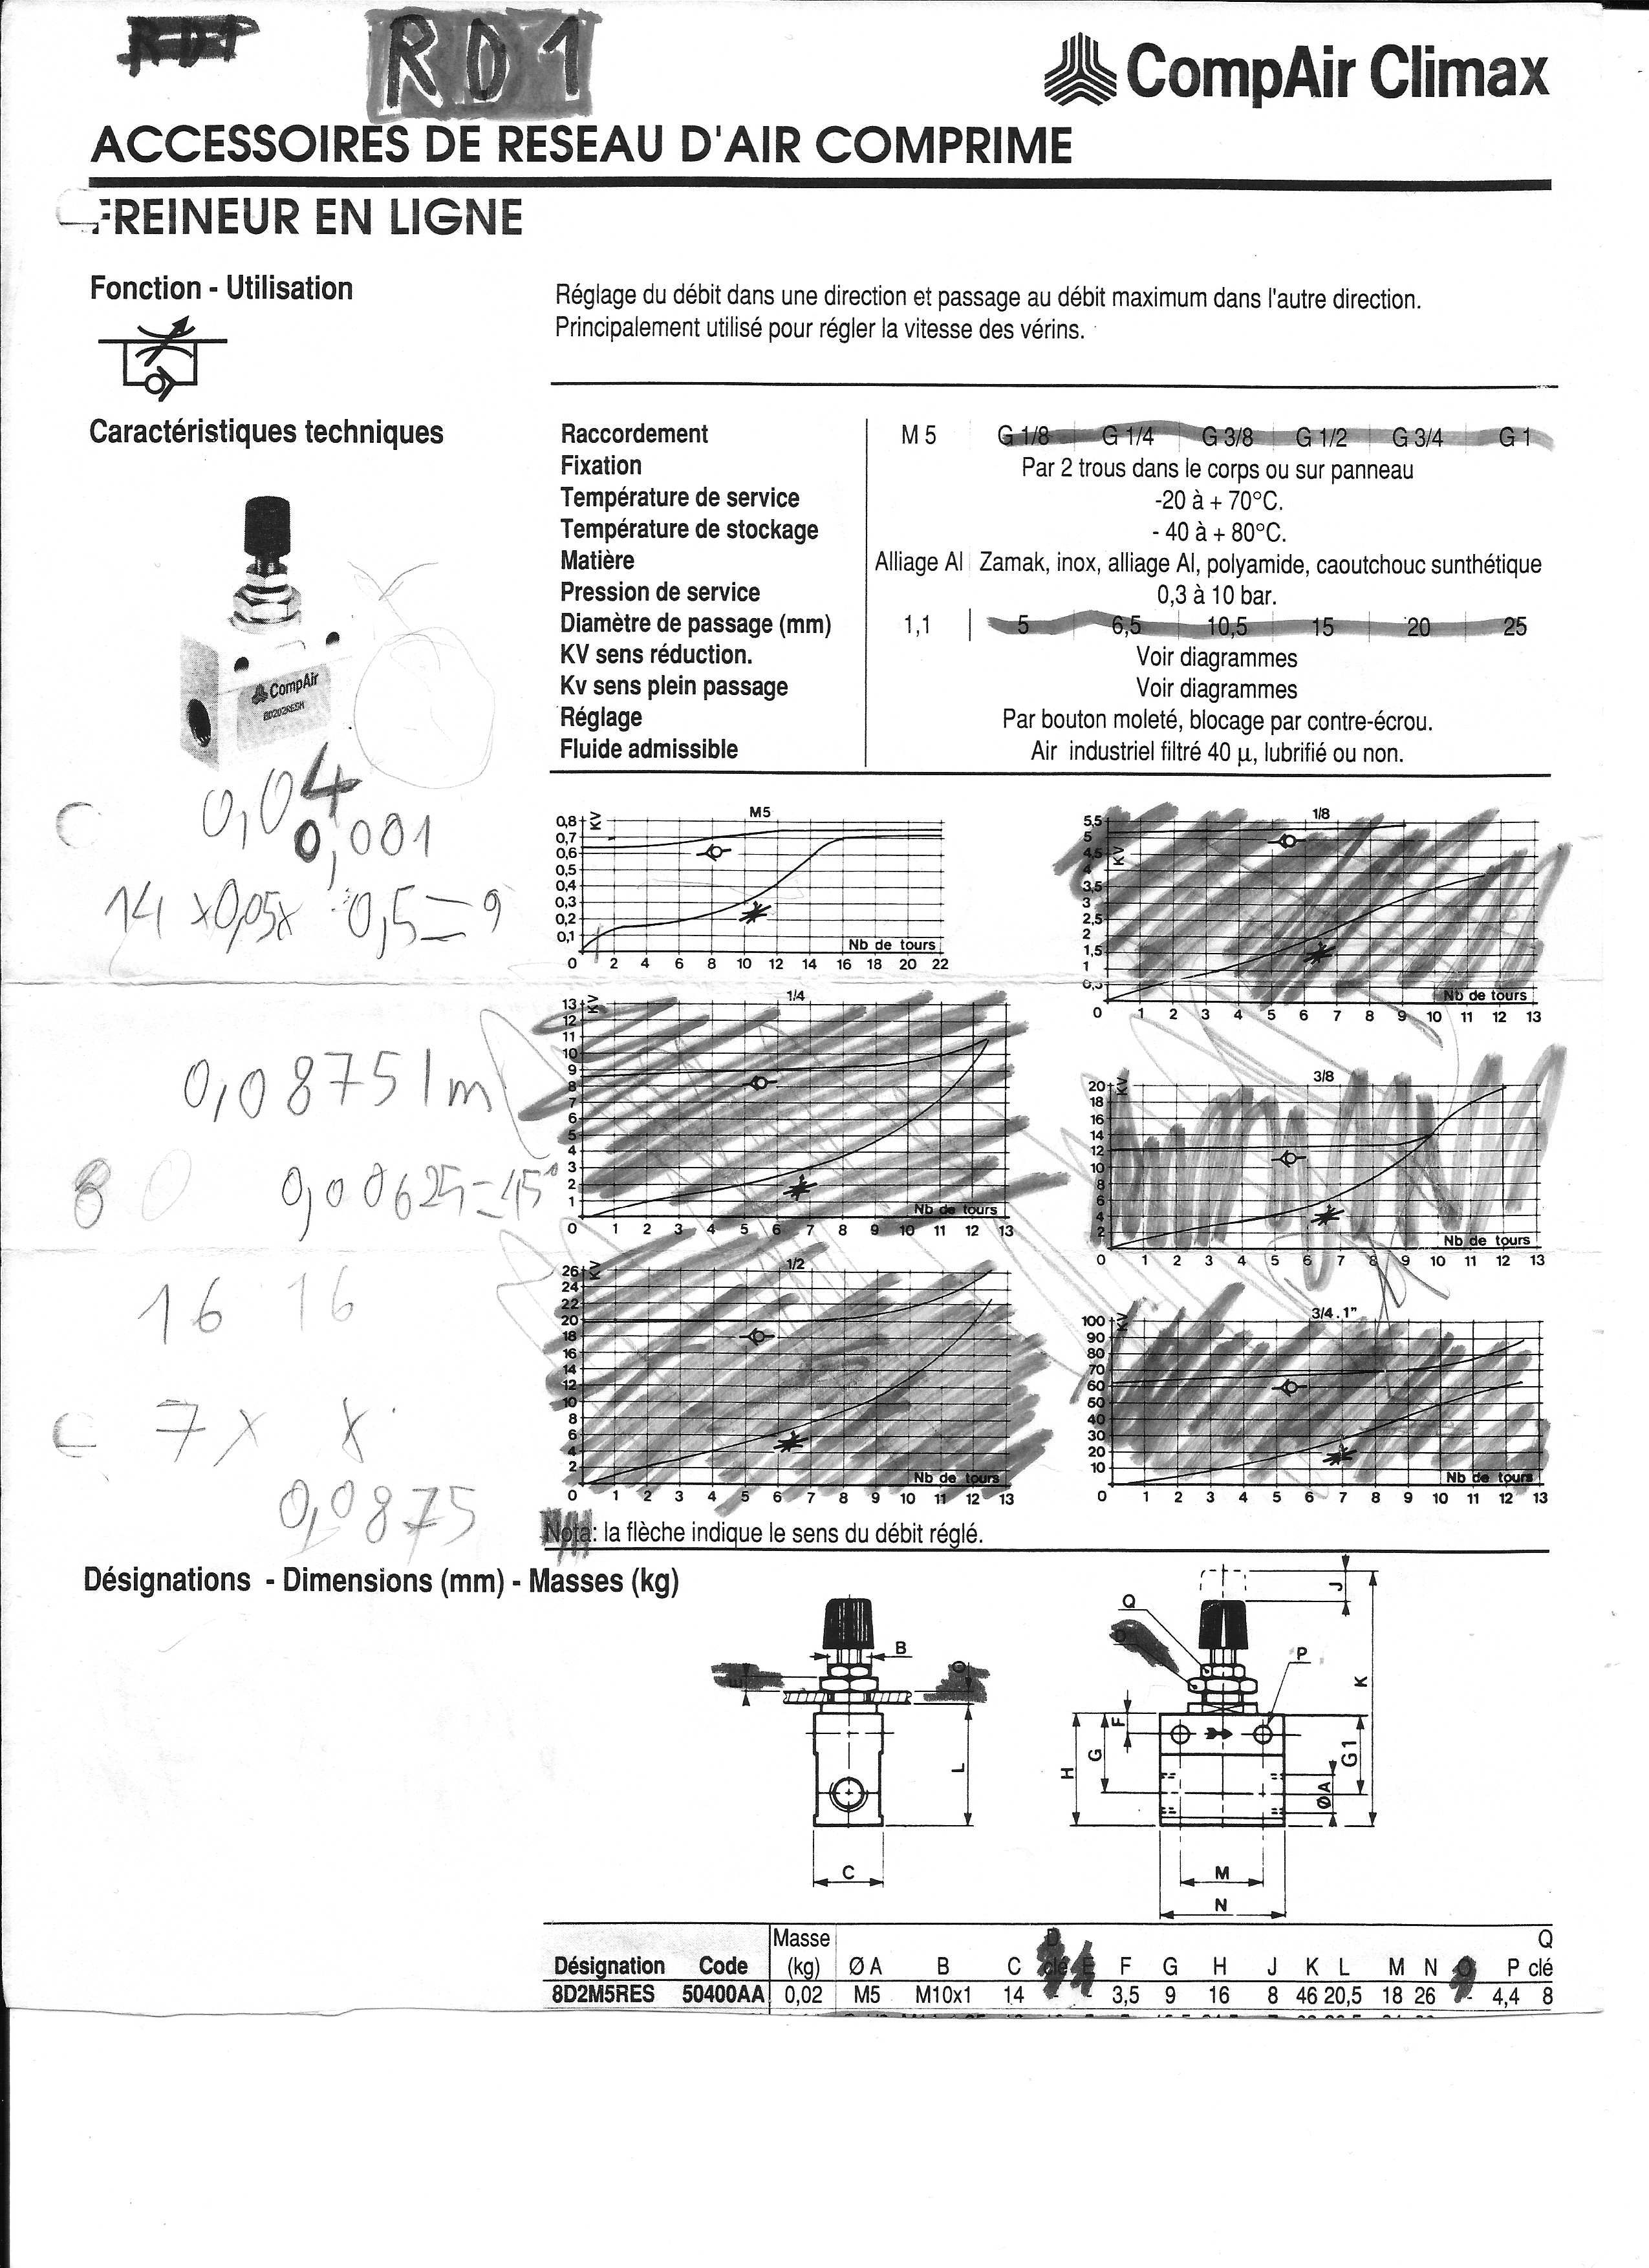 RD1
RD1
CompAir Climax
ACCESSOIRES DE RESEAU D'AIR COMPRIME
FREINEUR EN LIGNE
Fonction - Utilisation
Réglage du débit dans une direction et passage au débit maximum dans l'autre direction.
Principalement utilisé pour régler la vitesse des vérins.
Caractéristiques techniques
Raccordement M 5 G 1/8 G 1/4 G 3/8 G 1/2 G 3/4 G 1
Fixation Par 2 trous dans le corps ou sur panneau
Température de service -20 à + 70°C.
Température de stockage - 40 à + 80°C.
Matière Alliage Al Zamak, inox, alliage Al, polyamide, caoutchouc sunthétique
Pression de service 0,3 à 10 bar.
Diamètre de passage (mm) 1,1 5 6,5 10,5 15 20 25
KV sens réduction. Voir diagrammes
Kv sens plein passage Voir diagrammes
Réglage Par bouton moleté, blocage par contre-écrou.
Fluide admissible Air industriel filtré 40 µ, lubrifié ou non.
CompAir
0,04
0,001
14 x0,05x 0,5=9
0,0875 1m
8 0 0,00625=45°
16 16
7 x 8
0,0875
M5
KV
0,8
0,7
0,6
0,5
0,4
0,3
0,2
0,1
Nb de tours
0 2 4 6 8 10 12 14 16 18 20 22
1/8
KV
5,5
5
4,5
4
3,5
3
2,5
2
1,5
1
0,5
Nb de tours
0 1 2 3 4 5 6 7 8 9 10 11 12 13
1/4
KV
13
12
11
10
9
8
7
6
5
4
3
2
1
Nb de tours
0 1 2 3 4 5 6 7 8 9 10 11 12 13
3/8
KV
20
18
16
14
12
10
8
6
4
2
Nb de tours
0 1 2 3 4 5 6 7 8 9 10 11 12 13
1/2
KV
26
24
22
20
18
16
14
12
10
8
6
4
2
Nb de tours
0 1 2 3 4 5 6 7 8 9 10 11 12 13
3/4 . 1"
KV
100
90
80
70
60
50
40
30
20
10
Nb de tours
0 1 2 3 4 5 6 7 8 9 10 11 12 13
Nota: la flèche indique le sens du débit réglé.
Désignations - Dimensions (mm) - Masses (kg)
B
E
O
L
C
Q
D
P
J
K
F
G
H
G1
ØA
M
N
Désignation Code Masse (kg) Ø A B C D clé E F G H J K L M N O P Q clé
8D2M5RES 50400AA 0,02 M5 M10x1 14 - - 3,5 9 16 8 46 20,5 18 26 - 4,4 8